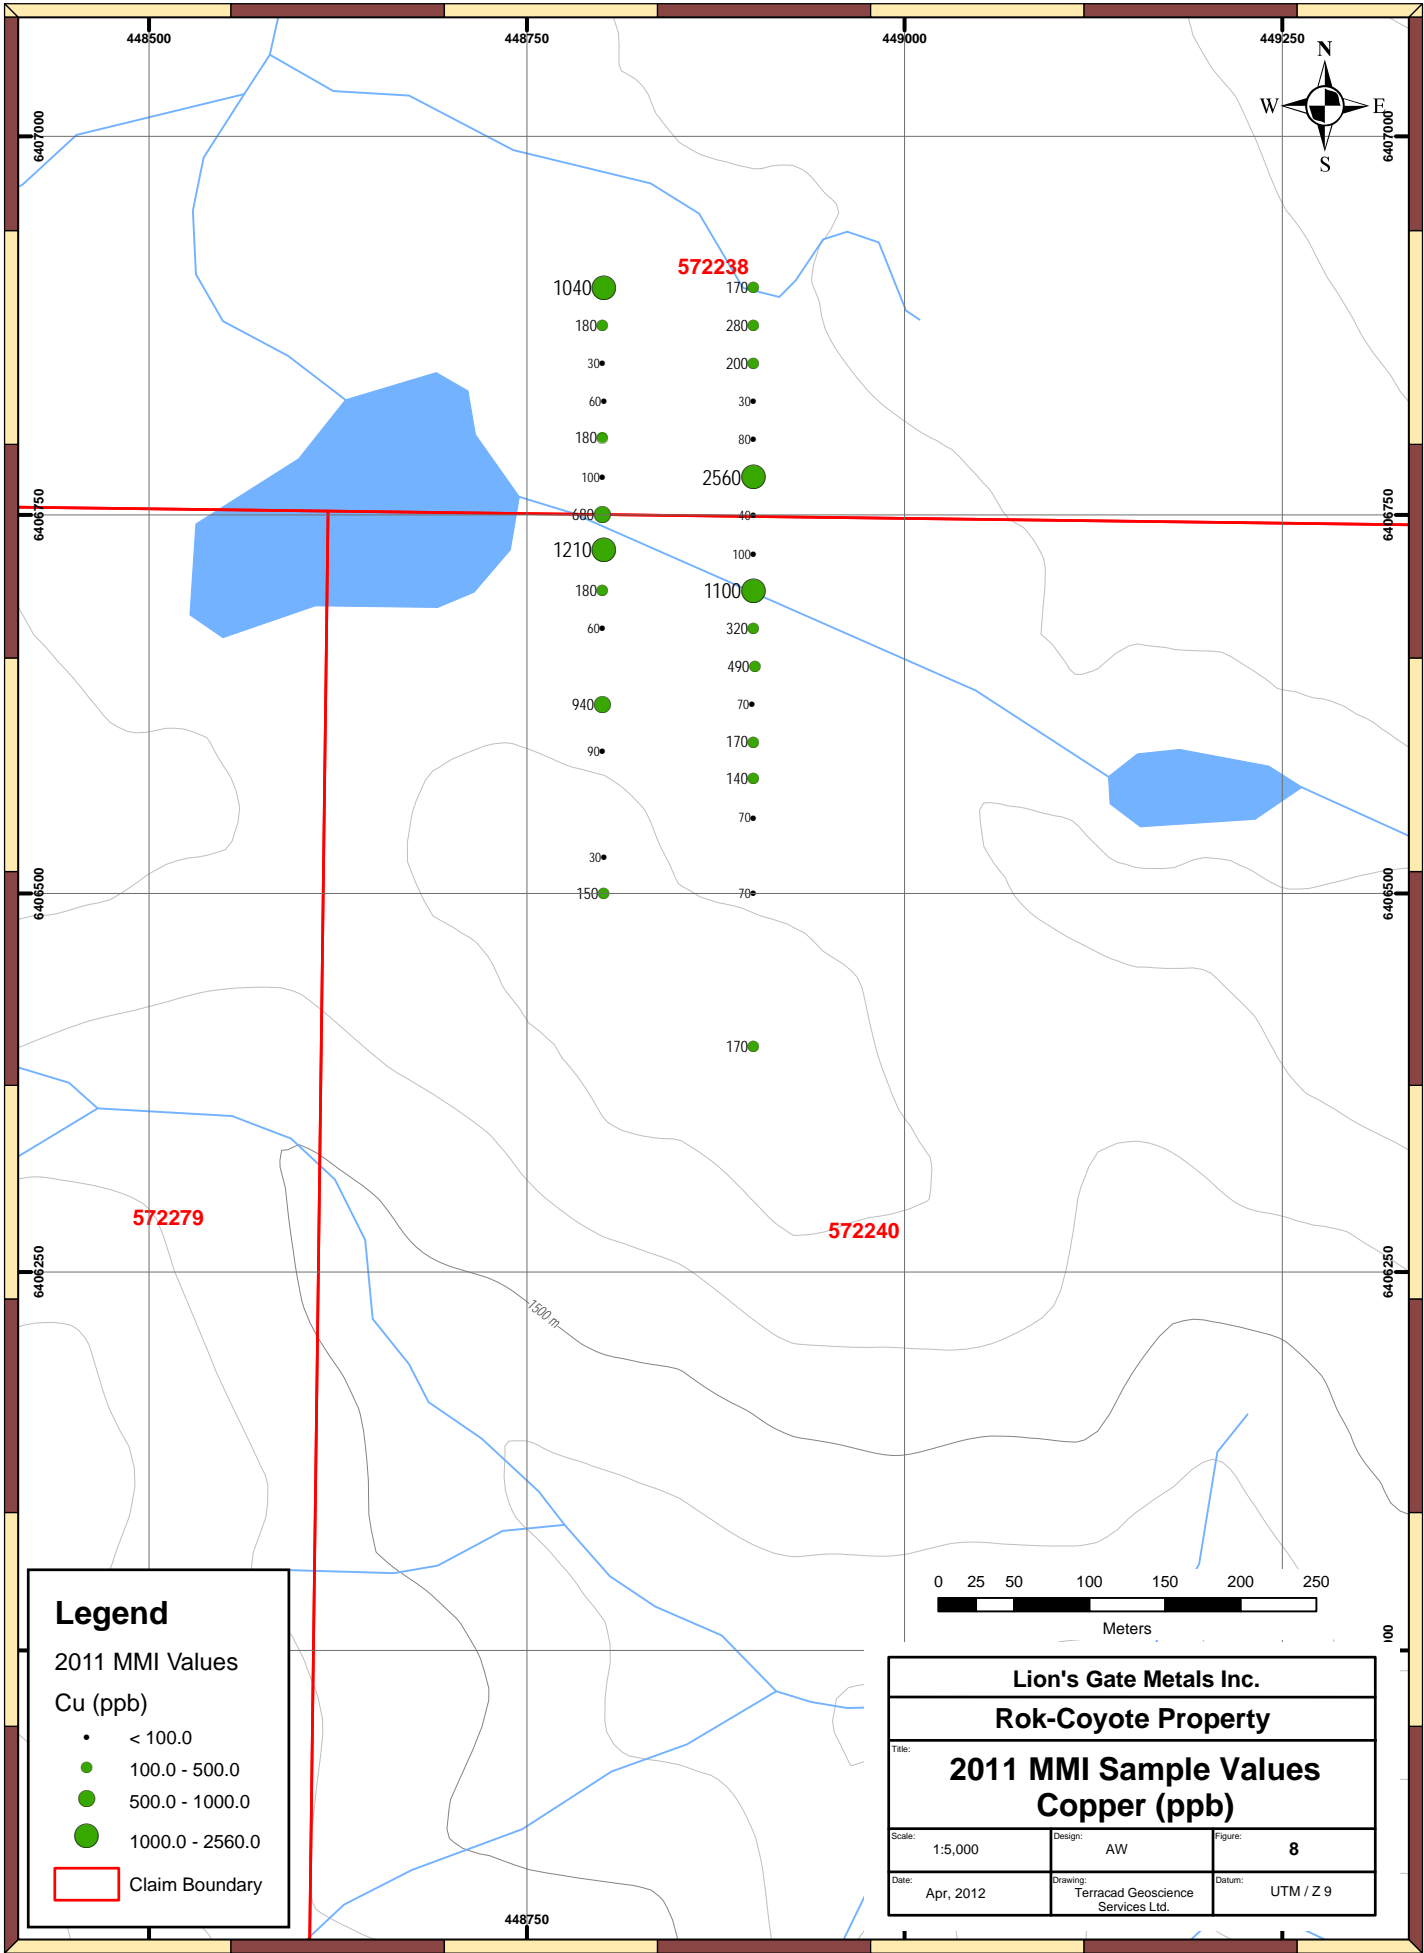 448500 448750 449000 449250
N
W E
S
6407000 6407000
572238
1040 170
180 280
30 200
60 30
180 80
100 2560
6406750 680 40 6406750
1210 100
180 1100
60 320
490
940 70
90 170
140
70
30
6406500 150 70 6406500
170
572279 572240
6406250 6406250
1500 m
0 25 50 100 150 200 250
Meters
00
Legend
2011 MMI Values
Cu (ppb)
< 100.0
100.0 - 500.0
500.0 - 1000.0
1000.0 - 2560.0
Claim Boundary
448750
Lion's Gate Metals Inc.
Rok-Coyote Property
Title:
2011 MMI Sample Values
Copper (ppb)
Scale: 1:5,000
Design: AW
Figure: 8
Date: Apr, 2012
Drawing: Terracad Geoscience
Services Ltd.
Datum: UTM / Z 9